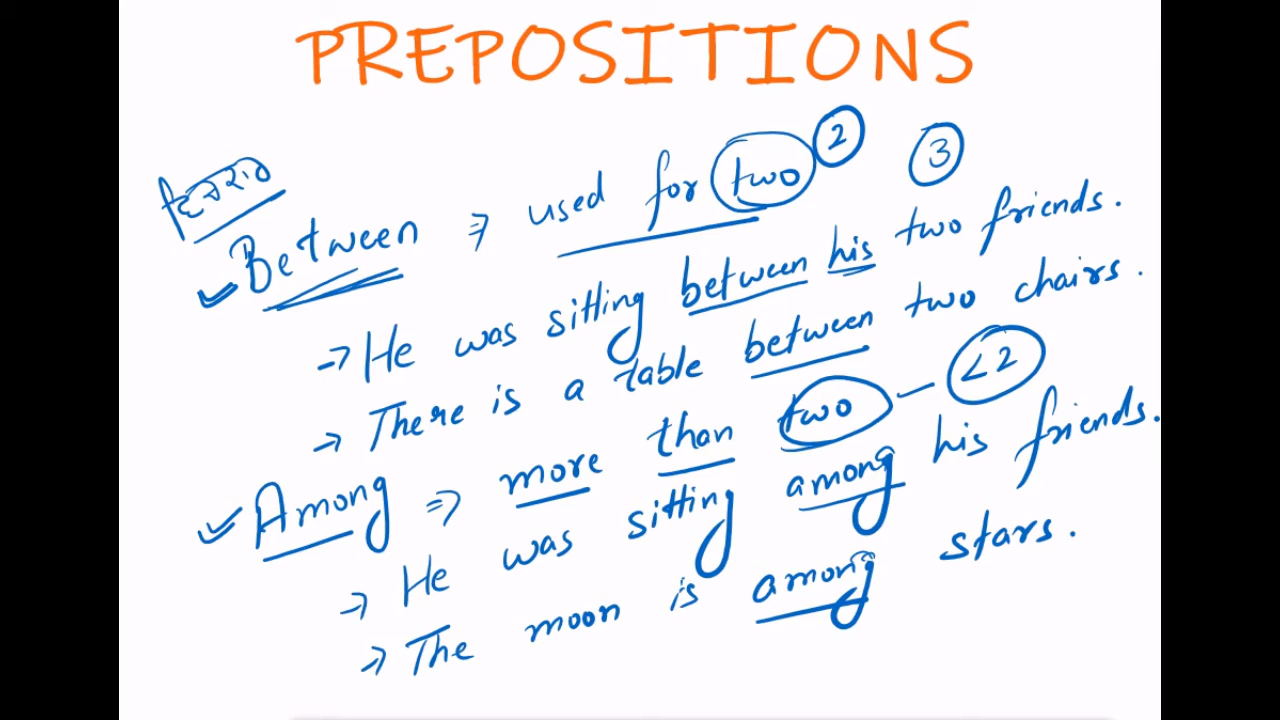 PREPOSITIONS
Between ⇒ used for two 2 3
→ He was sitting between his two friends.
→ There is a table between two chairs.
Among ⇒ more than two - <2
→ He was sitting among his friends.
→ The moon is among stars.